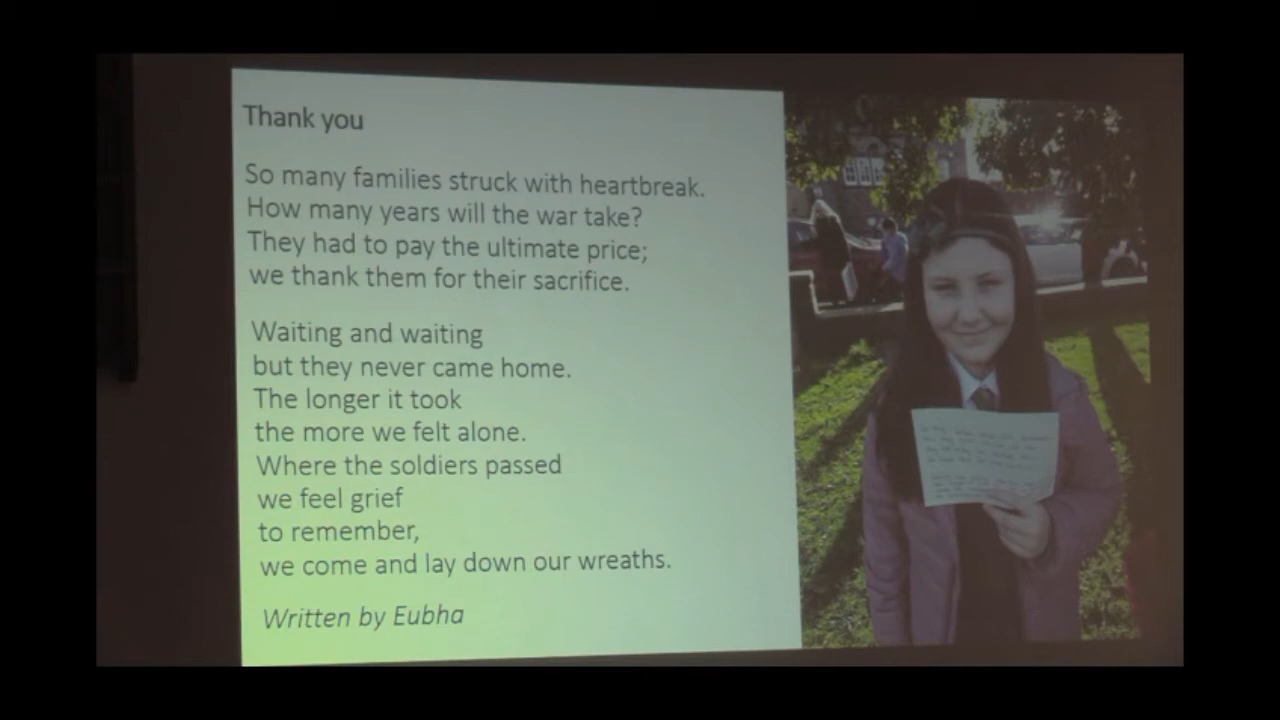 Thank you
So many families struck with heartbreak.
How many years will the war take?
They had to pay the ultimate price;
we thank them for their sacrifice.
Waiting and waiting
but they never came home.
The longer it took
the more we felt alone.
Where the soldiers passed
we feel grief
to remember,
we come and lay down our wreaths.
Written by Eubha